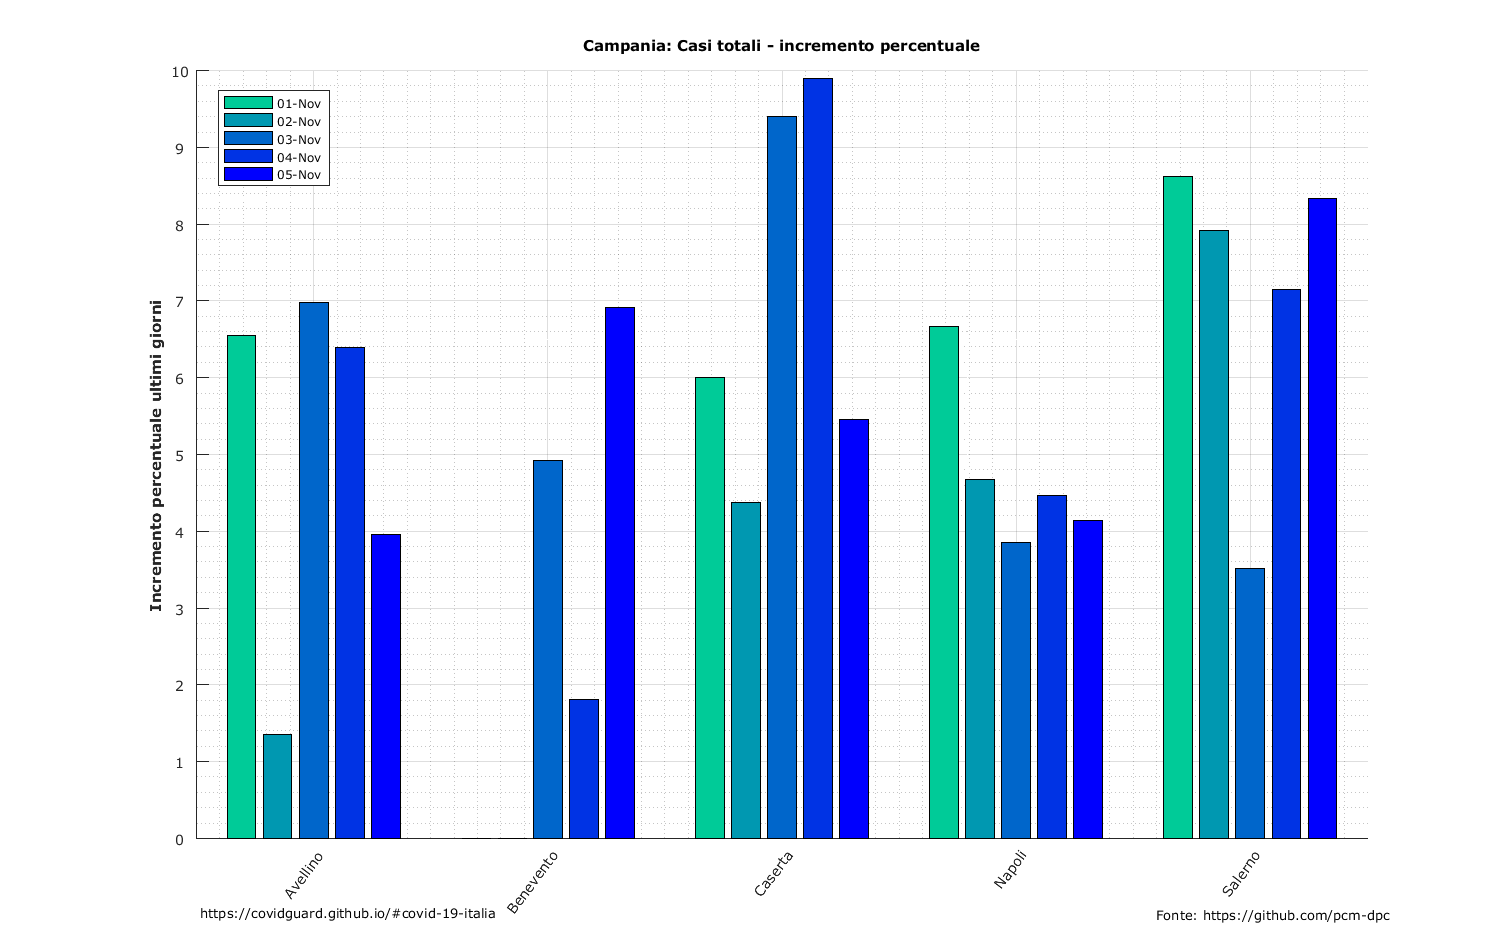 Campania: Casi totali - incremento percentuale
Incremento percentuale ultimi giorni
10
9
8
7
6
5
4
3
2
1
0
01-Nov
02-Nov
03-Nov
04-Nov
05-Nov
Avellino
Benevento
Caserta
Napoli
Salerno
https://covidguard.github.io/#covid-19-italia
Fonte: https://github.com/pcm-dpc